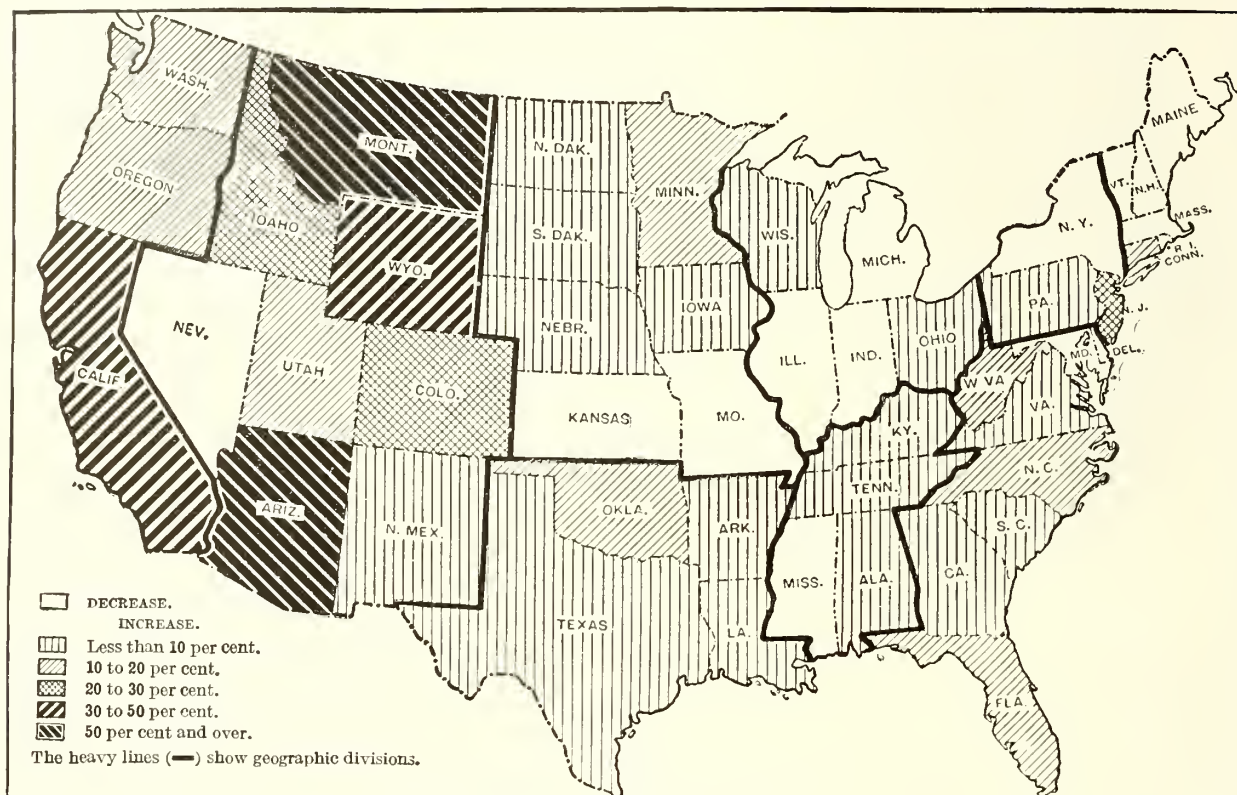 WASH.
MONT.
N. DAK.
MINN.
MAINE
OREGON
IDAHO
WYO.
S. DAK.
WIS.
MICH.
VT.
N.H.
MASS.
N. Y.
R. I.
CONN.
NEV.
UTAH
COLO.
NEBR.
IOWA
ILL.
IND.
OHIO
PA.
N. J.
MD.
DEL.
W VA
VA.
CALIF.
KANSAS
MO.
KY.
ARIZ.
N. MEX.
OKLA.
ARK.
TENN.
N. C.
S. C.
TEXAS
LA.
MISS.
ALA.
CA.
FLA.
DECREASE.
INCREASE.
Less than 10 per cent.
10 to 20 per cent.
20 to 30 per cent.
30 to 50 per cent.
50 per cent and over.
The heavy lines (━) show geographic divisions.